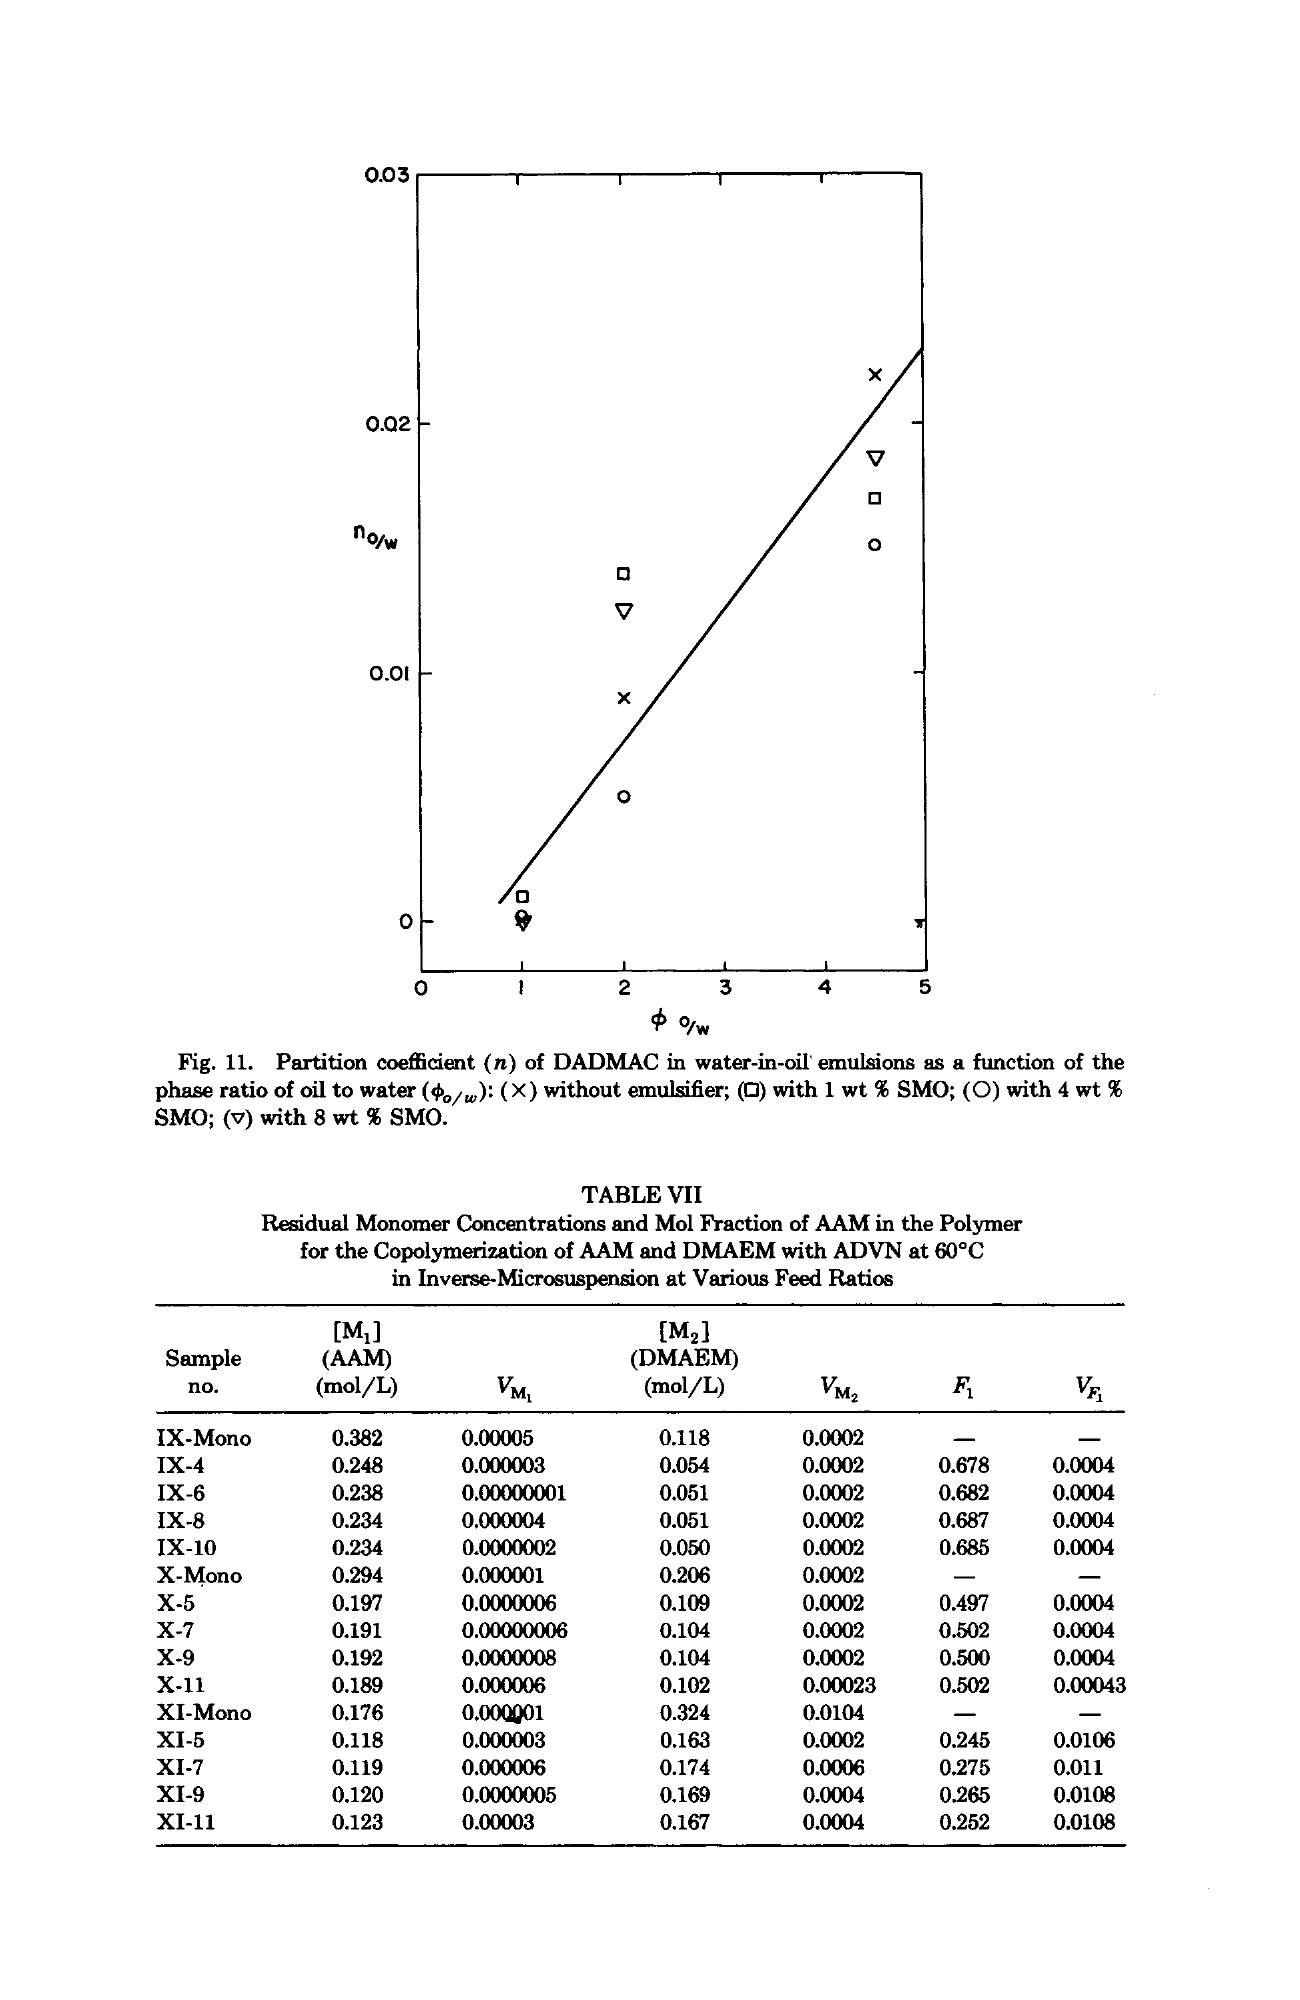 0.03
0.02
n o/w
0.01
0
0 1 2 3 4 5
ϕ o/w
Fig. 11. Partition coefficient (n) of DADMAC in water-in-oil emulsions as a function of the
phase ratio of oil to water (ϕo/w): (×) without emulsifier; (□) with 1 wt % SMO; (○) with 4 wt %
SMO; (▽) with 8 wt % SMO.
TABLE VII
Residual Monomer Concentrations and Mol Fraction of AAM in the Polymer
for the Copolymerization of AAM and DMAEM with ADVN at 60°C
in Inverse-Microsuspension at Various Feed Ratios
[M1] [M2]
Sample (AAM) (DMAEM)
no. (mol/L) VM1 (mol/L) VM2 F1 VF1
IX-Mono 0.382 0.00005 0.118 0.0002 — —
IX-4 0.248 0.000003 0.054 0.0002 0.678 0.0004
IX-6 0.238 0.00000001 0.051 0.0002 0.682 0.0004
IX-8 0.234 0.000004 0.051 0.0002 0.687 0.0004
IX-10 0.234 0.0000002 0.050 0.0002 0.685 0.0004
X-Mono 0.294 0.000001 0.206 0.0002 — —
X-5 0.197 0.0000006 0.109 0.0002 0.497 0.0004
X-7 0.191 0.00000006 0.104 0.0002 0.502 0.0004
X-9 0.192 0.0000008 0.104 0.0002 0.500 0.0004
X-11 0.189 0.000006 0.102 0.00023 0.502 0.00043
XI-Mono 0.176 0.000001 0.324 0.0104 — —
XI-5 0.118 0.000003 0.163 0.0002 0.245 0.0106
XI-7 0.119 0.000006 0.174 0.0006 0.275 0.011
XI-9 0.120 0.0000005 0.169 0.0004 0.265 0.0108
XI-11 0.123 0.00003 0.167 0.0004 0.252 0.0108